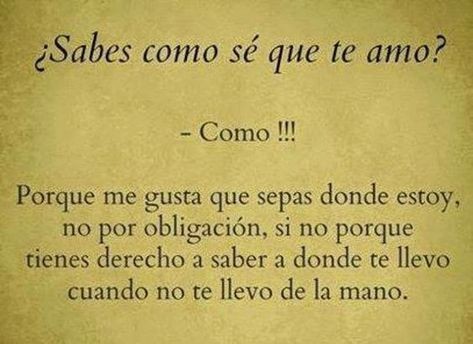 ¿Sabes como sé que te amo?
- Como !!!
Porque me gusta que sepas donde estoy,
no por obligación, si no porque
tienes derecho a saber a donde te llevo
cuando no te llevo de la mano.